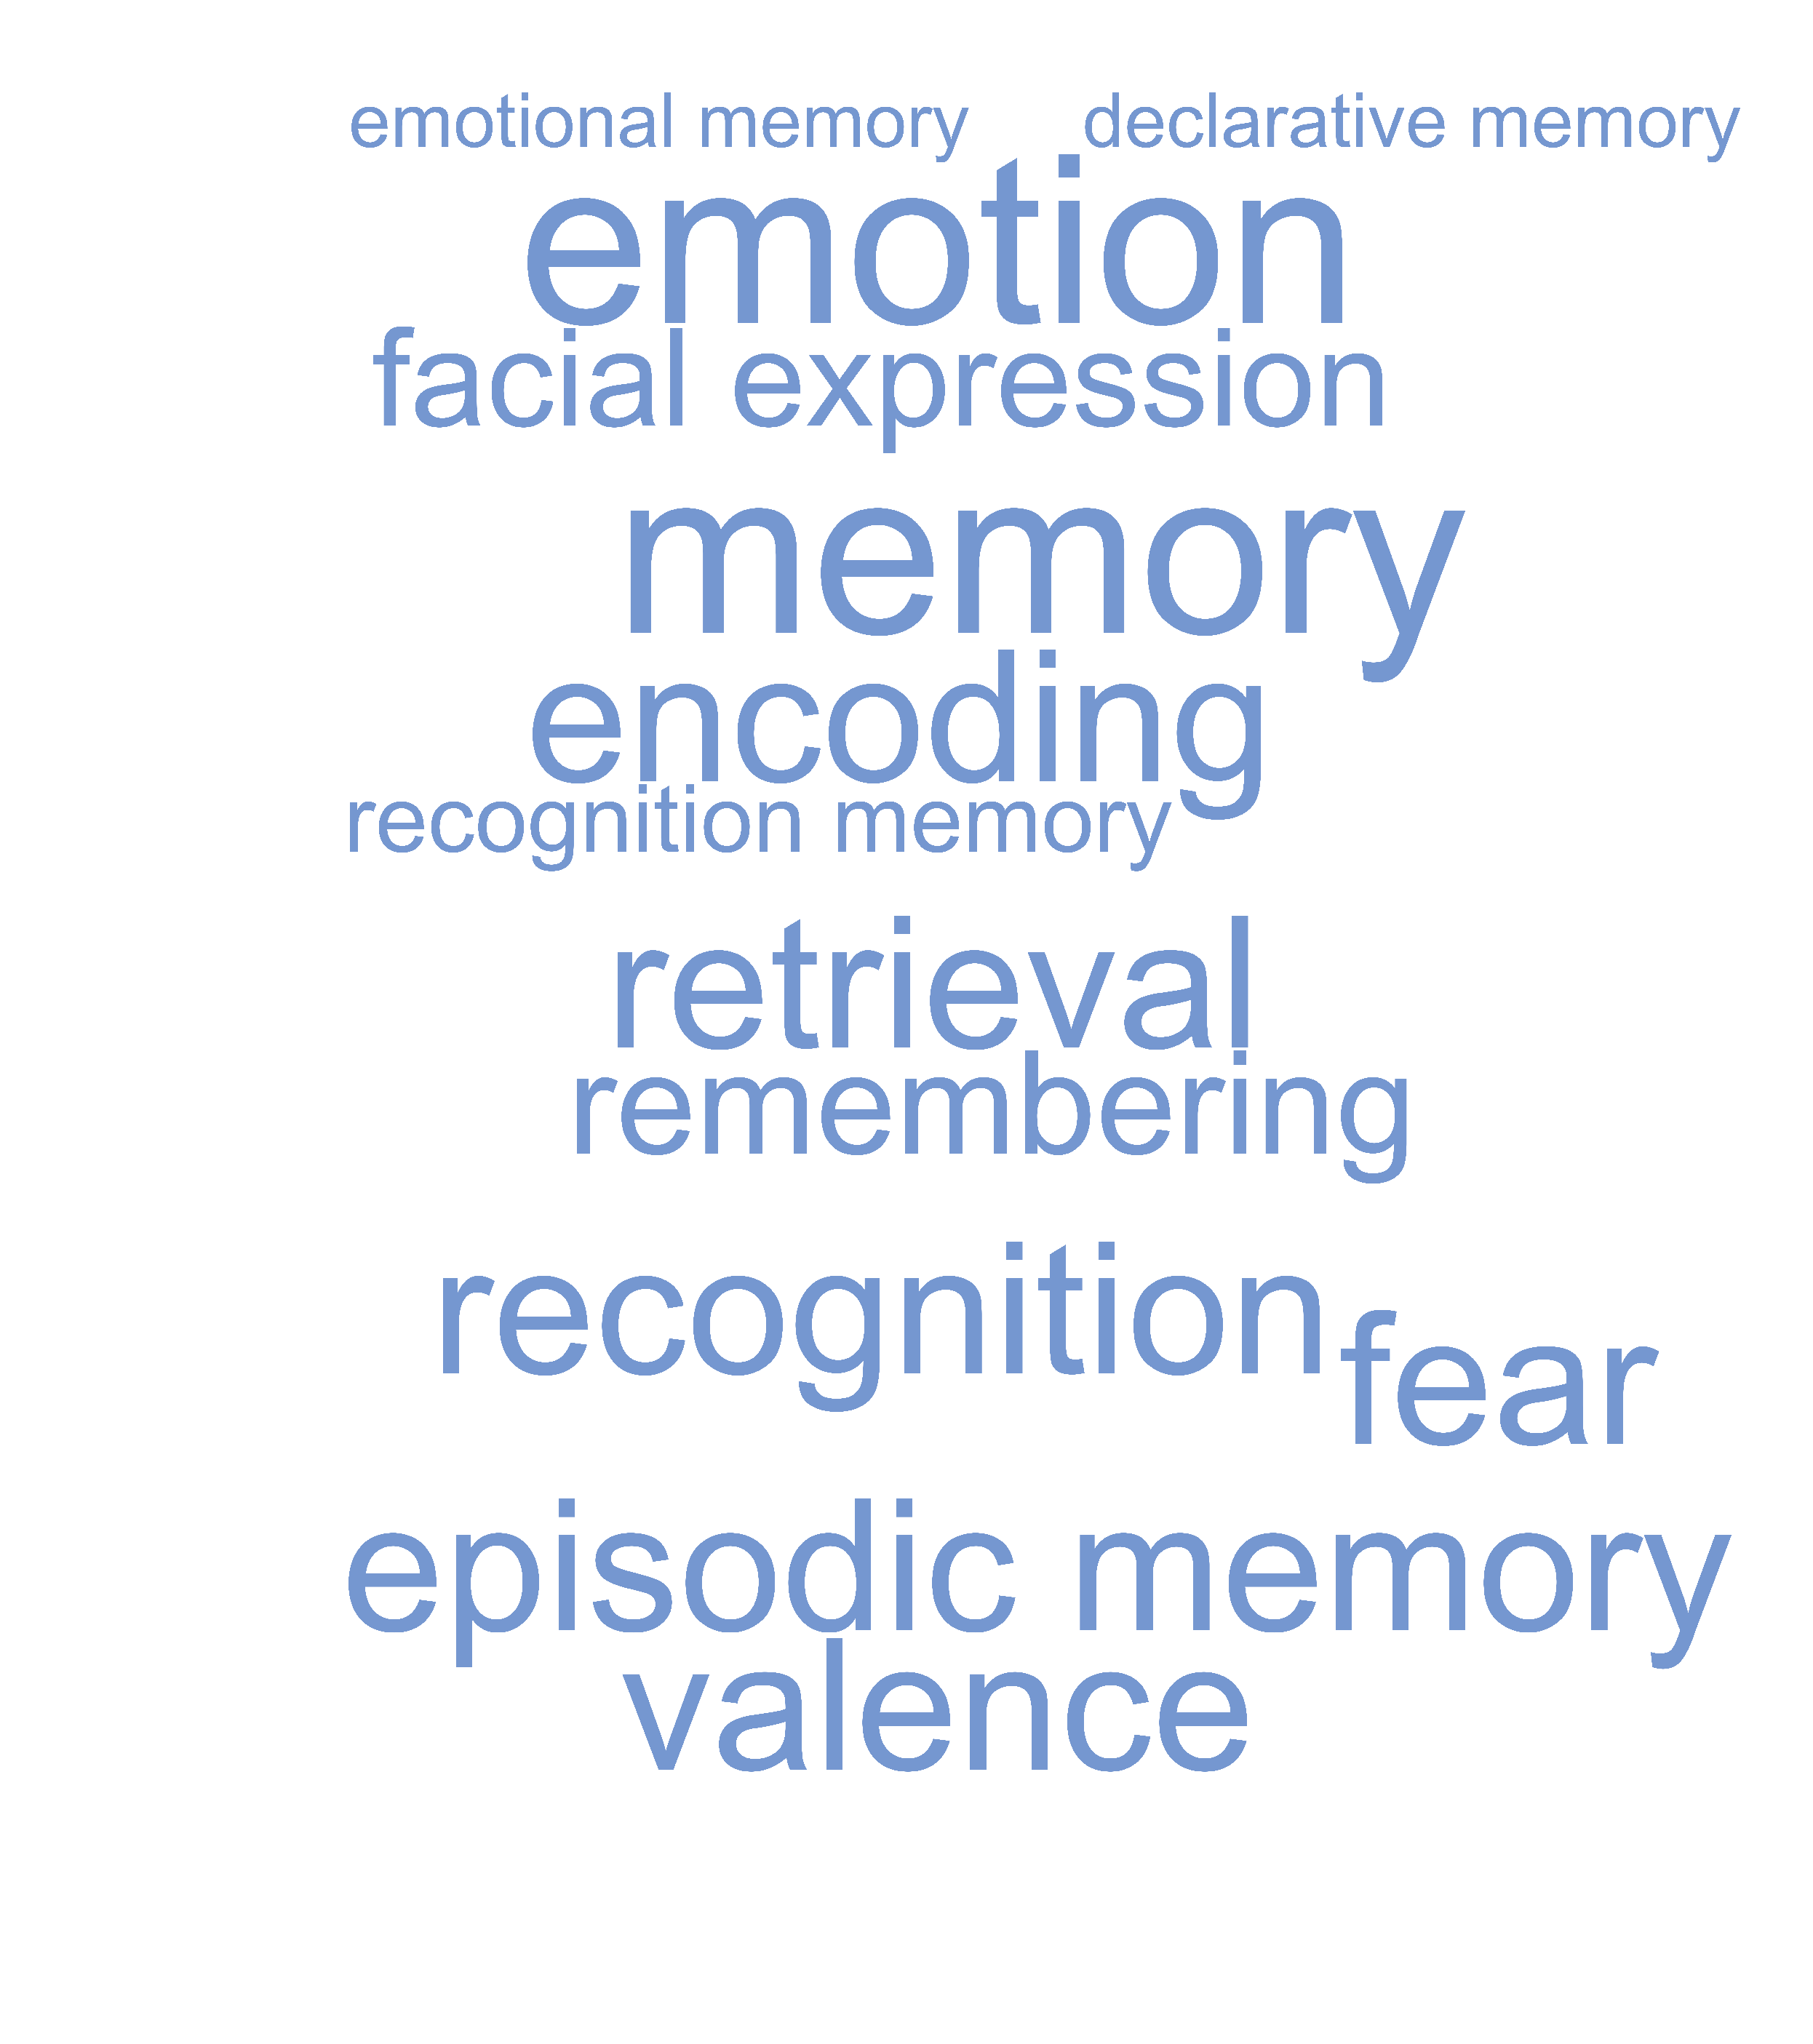 emotional memory declarative memory
emotion
facial expression
memory
encoding
recognition memory
retrieval
remembering
recognition
fear
episodic memory
valence